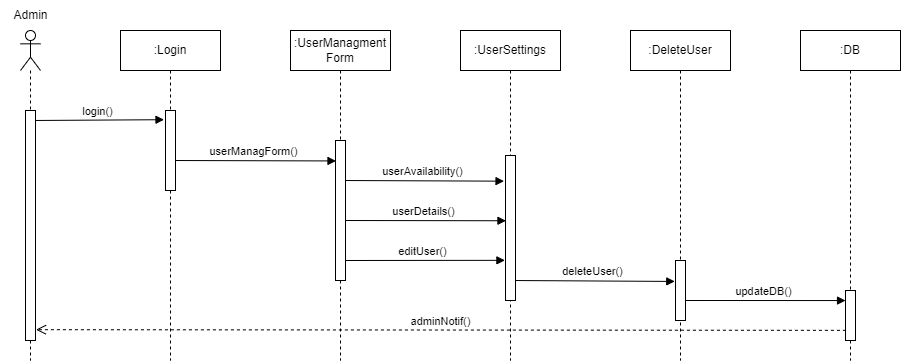 Admin
:Login
:UserManagment
Form
:UserSettings
:DeleteUser
:DB
login()
userManagForm()
userAvailability()
userDetails()
editUser()
deleteUser()
updateDB()
adminNotif()